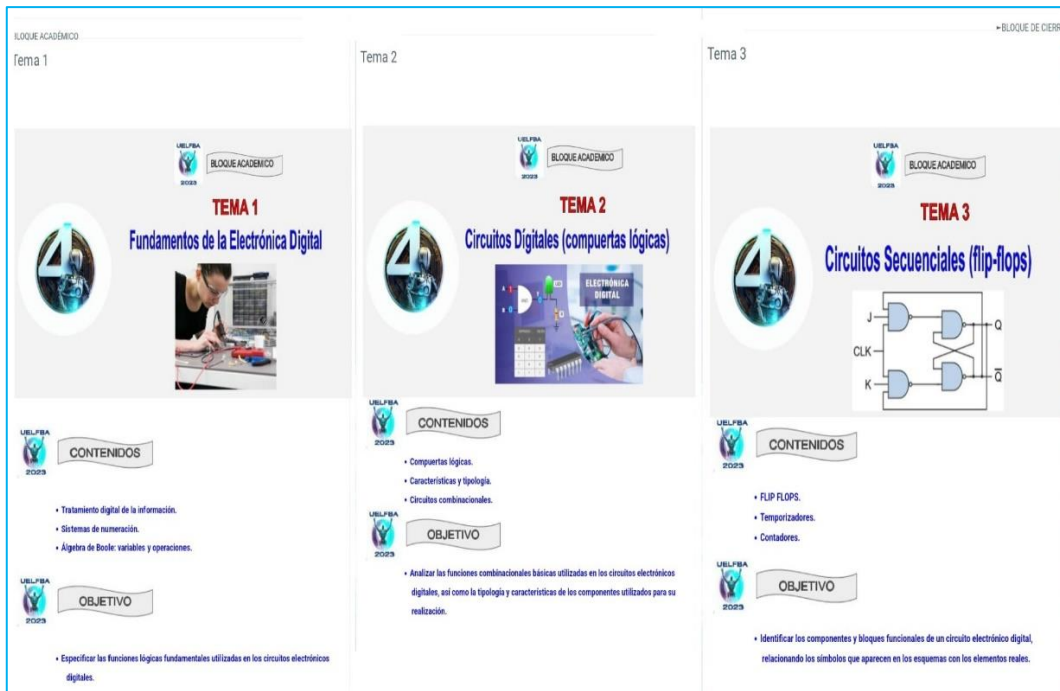 ILOQUE ACADÉMICO
Tema 1
UELFBA
2023
BLOQUE ACADEMICO
TEMA 1
4
Fundamentos de la Electrónica Digital
UELFBA
2023
CONTENIDOS
• Tratamiento digital de la información.
• Sistemas de numeración.
• Álgebra de Boole: variables y operaciones.
UELFBA
2023
OBJETIVO
• Especificar las funciones lógicas fundamentales utilizadas en los circuitos electrónicos
digitales.
Tema 2
UELFBA
2023
BLOQUE ACADEMICO
TEMA 2
4
Circuitos Dígitales (compuertas lógicas)
A
B
ELECTRÓNICA
DIGITAL
UELFBA
2023
CONTENIDOS
• Compuertas lógicas.
• Características y tipología.
• Circuitos combinacionales.
UELFBA
2023
OBJETIVO
• Analizar las funciones combinacionales básicas utilizadas en los circuitos electrónicos
digitales, así como la tipología y características de los componentes utilizados para su
realización.
►BLOQUE DE CIERR
Tema 3
UELFBA
2023
BLOQUE ACADEMICO
TEMA 3
4
Circuitos Secuenciales (flip-flops)
J
Q
CLK
K
Q̅
UELFBA
2023
CONTENIDOS
• FLIP FLOPS.
• Temporizadores.
• Contadores.
UELFBA
2023
OBJETIVO
• Identificar los componentes y bloques funcionales de un circuito electrónico digital,
relacionando los símbolos que aparecen en los esquemas con los elementos reales.